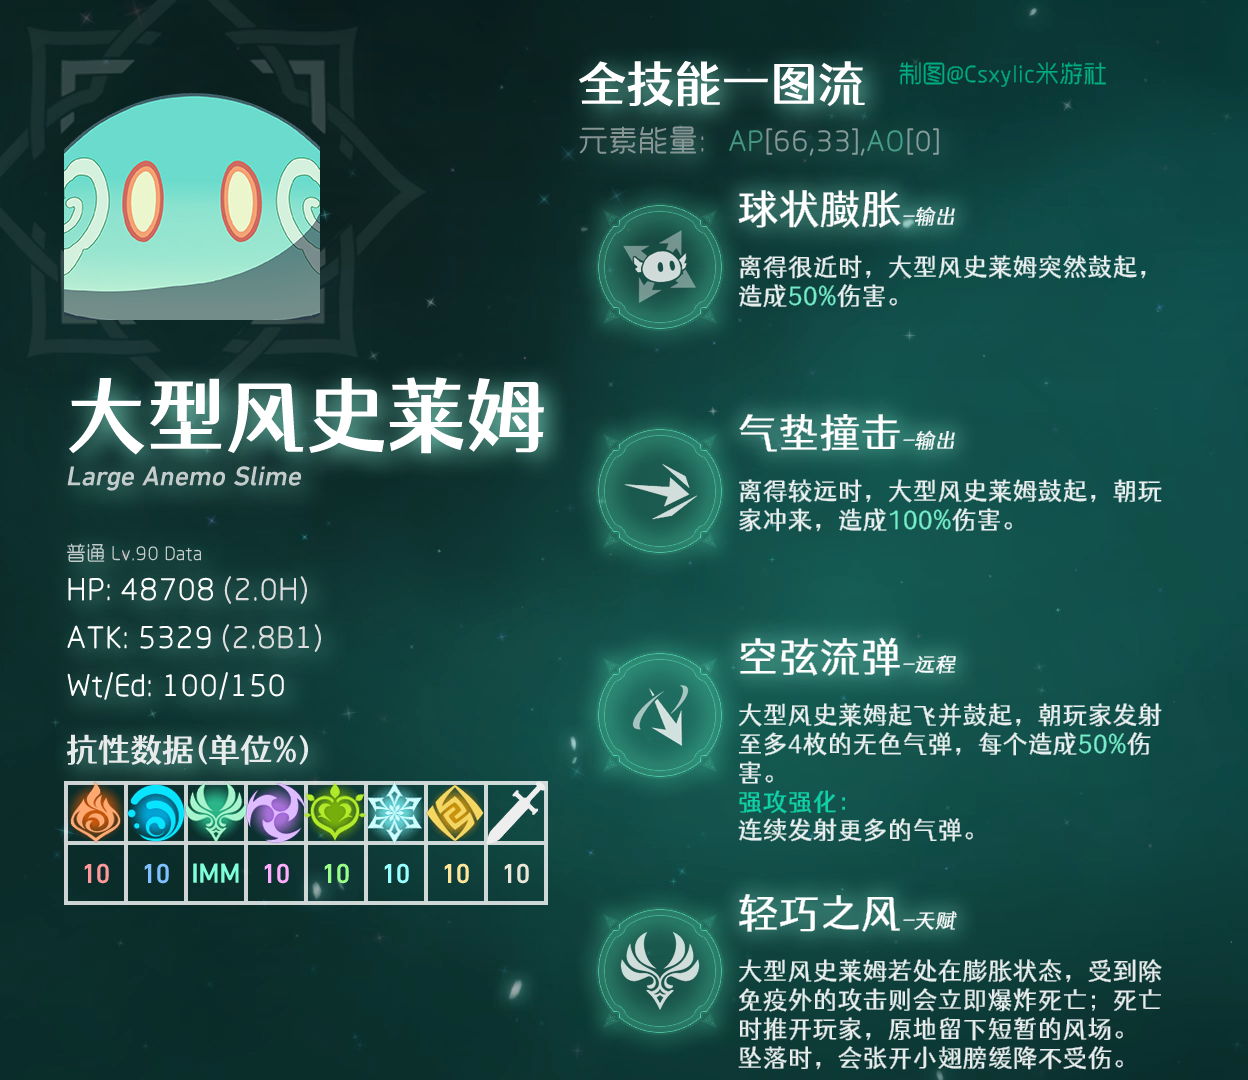 全技能一图流
制图@Csxylic米游社
元素能量：AP[66,33],AO[0]
球状臌胀-输出
离得很近时，大型风史莱姆突然鼓起，
造成50%伤害。
大型风史莱姆
Large Anemo Slime
气垫撞击-输出
离得较远时，大型风史莱姆鼓起，朝玩
家冲来，造成100%伤害。
普通 Lv.90 Data
HP: 48708 (2.0H)
ATK: 5329 (2.8B1)
Wt/Ed: 100/150
空弦流弹-远程
大型风史莱姆起飞并鼓起，朝玩家发射
至多4枚的无色气弹，每个造成50%伤
害。
强攻强化：
连续发射更多的气弹。
抗性数据(单位%)
10 10 IMM 10 10 10 10 10
轻巧之风-天赋
大型风史莱姆若处在膨胀状态，受到除
免疫外的攻击则会立即爆炸死亡；死亡
时推开玩家，原地留下短暂的风场。
坠落时，会张开小翅膀缓降不受伤。